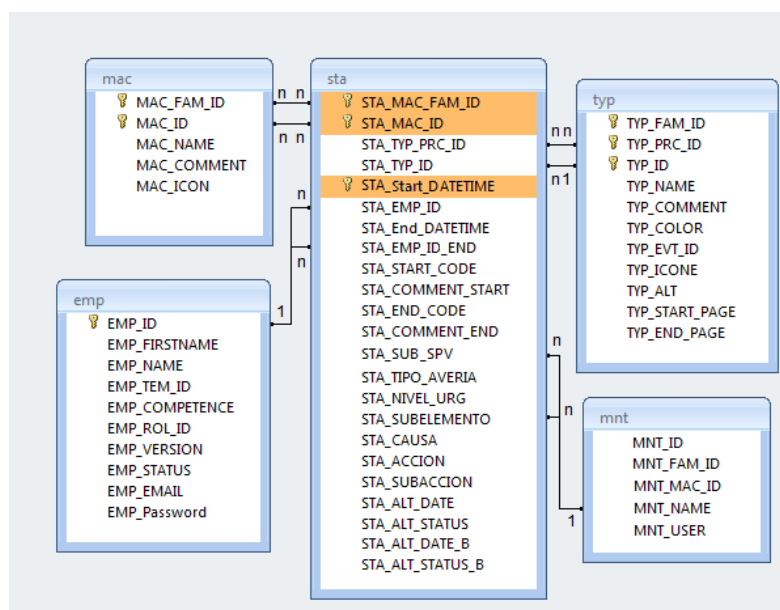 mac
MAC_FAM_ID
MAC_ID
MAC_NAME
MAC_COMMENT
MAC_ICON
n n
n n
sta
STA_MAC_FAM_ID
STA_MAC_ID
STA_TYP_PRC_ID
STA_TYP_ID
STA_Start_DATETIME
STA_EMP_ID
STA_End_DATETIME
STA_EMP_ID_END
STA_START_CODE
STA_COMMENT_START
STA_END_CODE
STA_COMMENT_END
STA_SUB_SPV
STA_TIPO_AVERIA
STA_NIVEL_URG
STA_SUBELEMENTO
STA_CAUSA
STA_ACCION
STA_SUBACCION
STA_ALT_DATE
STA_ALT_STATUS
STA_ALT_DATE_B
STA_ALT_STATUS_B
n n
n 1
typ
TYP_FAM_ID
TYP_PRC_ID
TYP_ID
TYP_NAME
TYP_COMMENT
TYP_COLOR
TYP_EVT_ID
TYP_ICONE
TYP_ALT
TYP_START_PAGE
TYP_END_PAGE
n
n
1
emp
EMP_ID
EMP_FIRSTNAME
EMP_NAME
EMP_TEM_ID
EMP_COMPETENCE
EMP_ROL_ID
EMP_VERSION
EMP_STATUS
EMP_EMAIL
EMP_Password
n
n
1
mnt
MNT_ID
MNT_FAM_ID
MNT_MAC_ID
MNT_NAME
MNT_USER